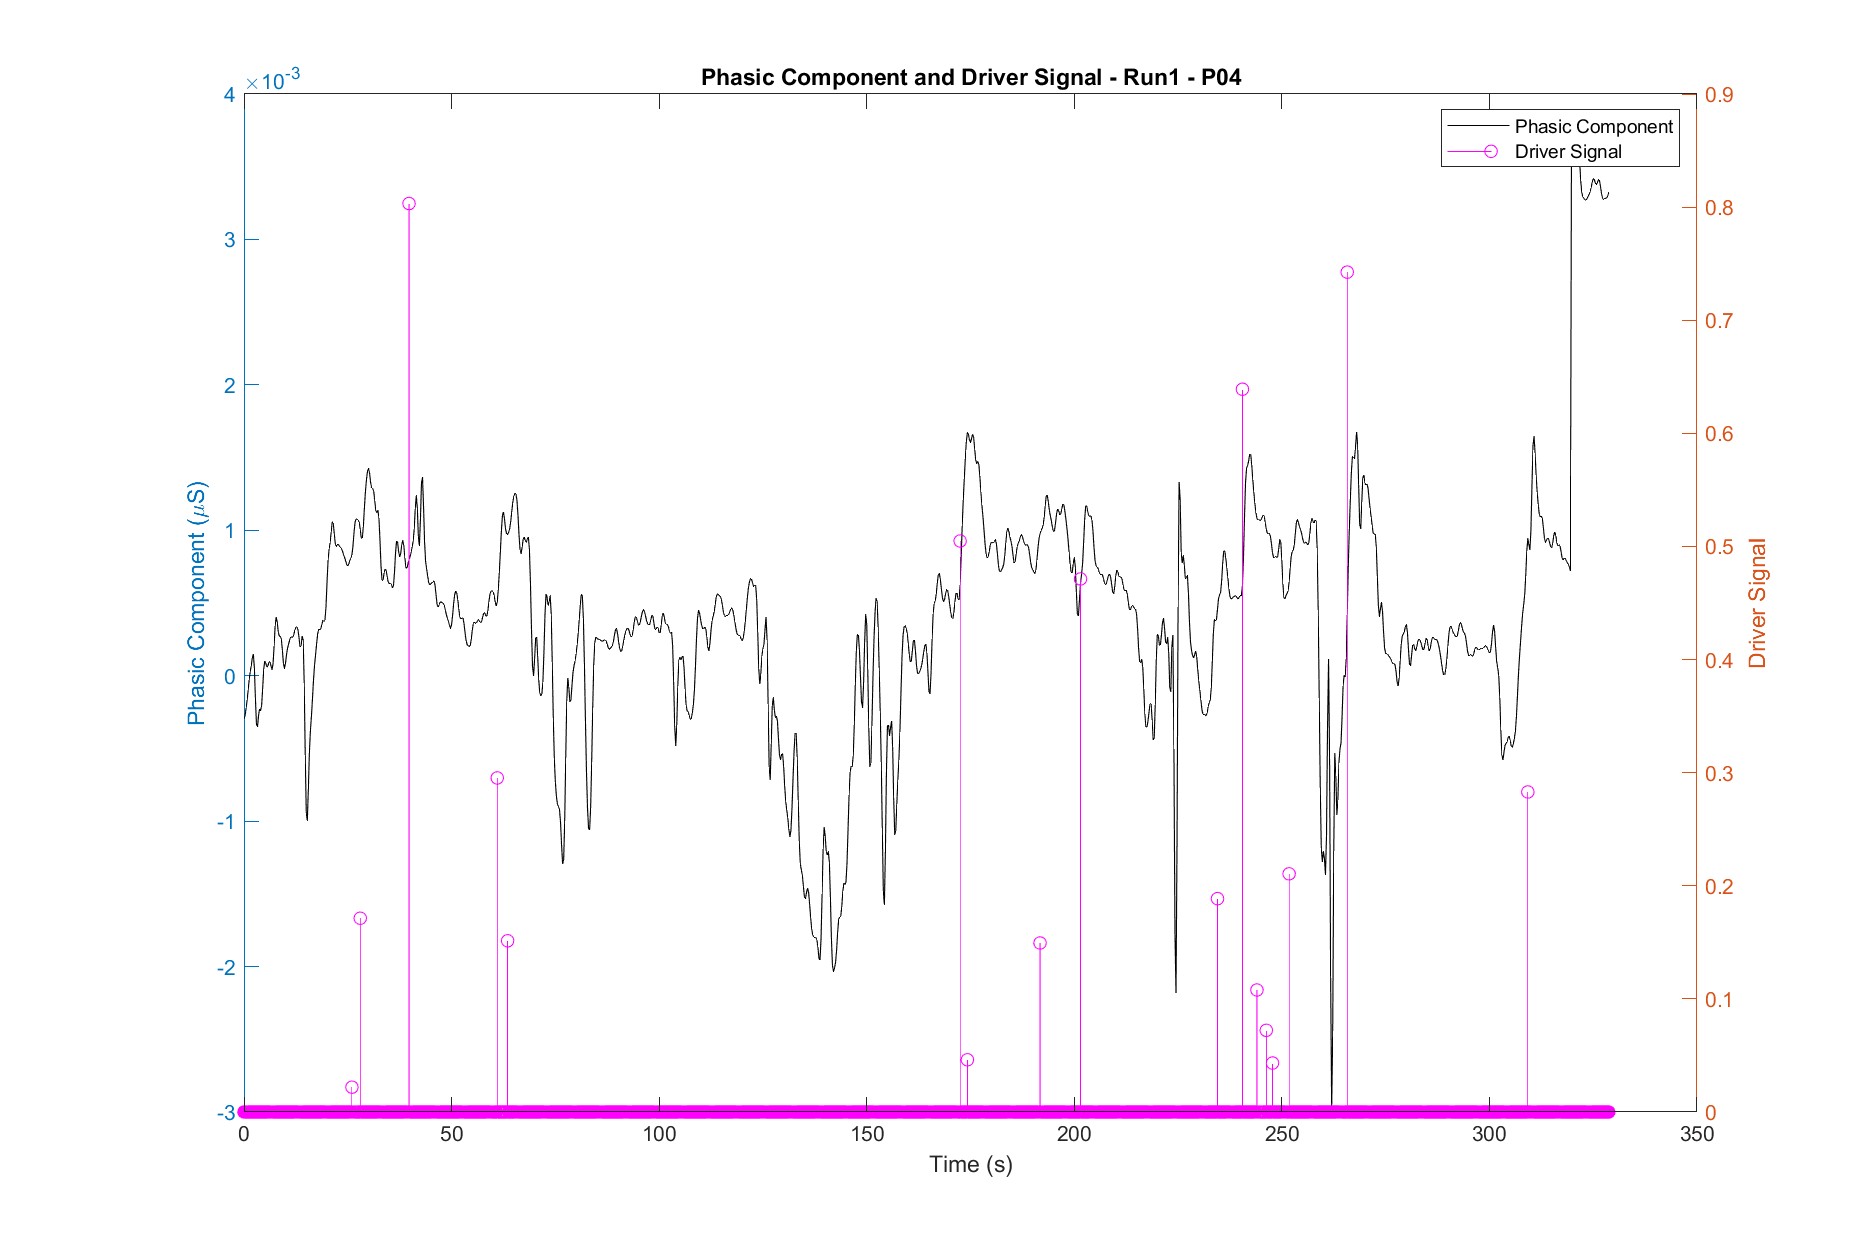 Phasic Component and Driver Signal - Run1 - P04
×10-3
4
3
2
1
0
-1
-2
-3
Phasic Component (μS)
0.9
0.8
0.7
0.6
0.5
0.4
0.3
0.2
0.1
0
Driver Signal
Phasic Component
Driver Signal
0 50 100 150 200 250 300 350
Time (s)